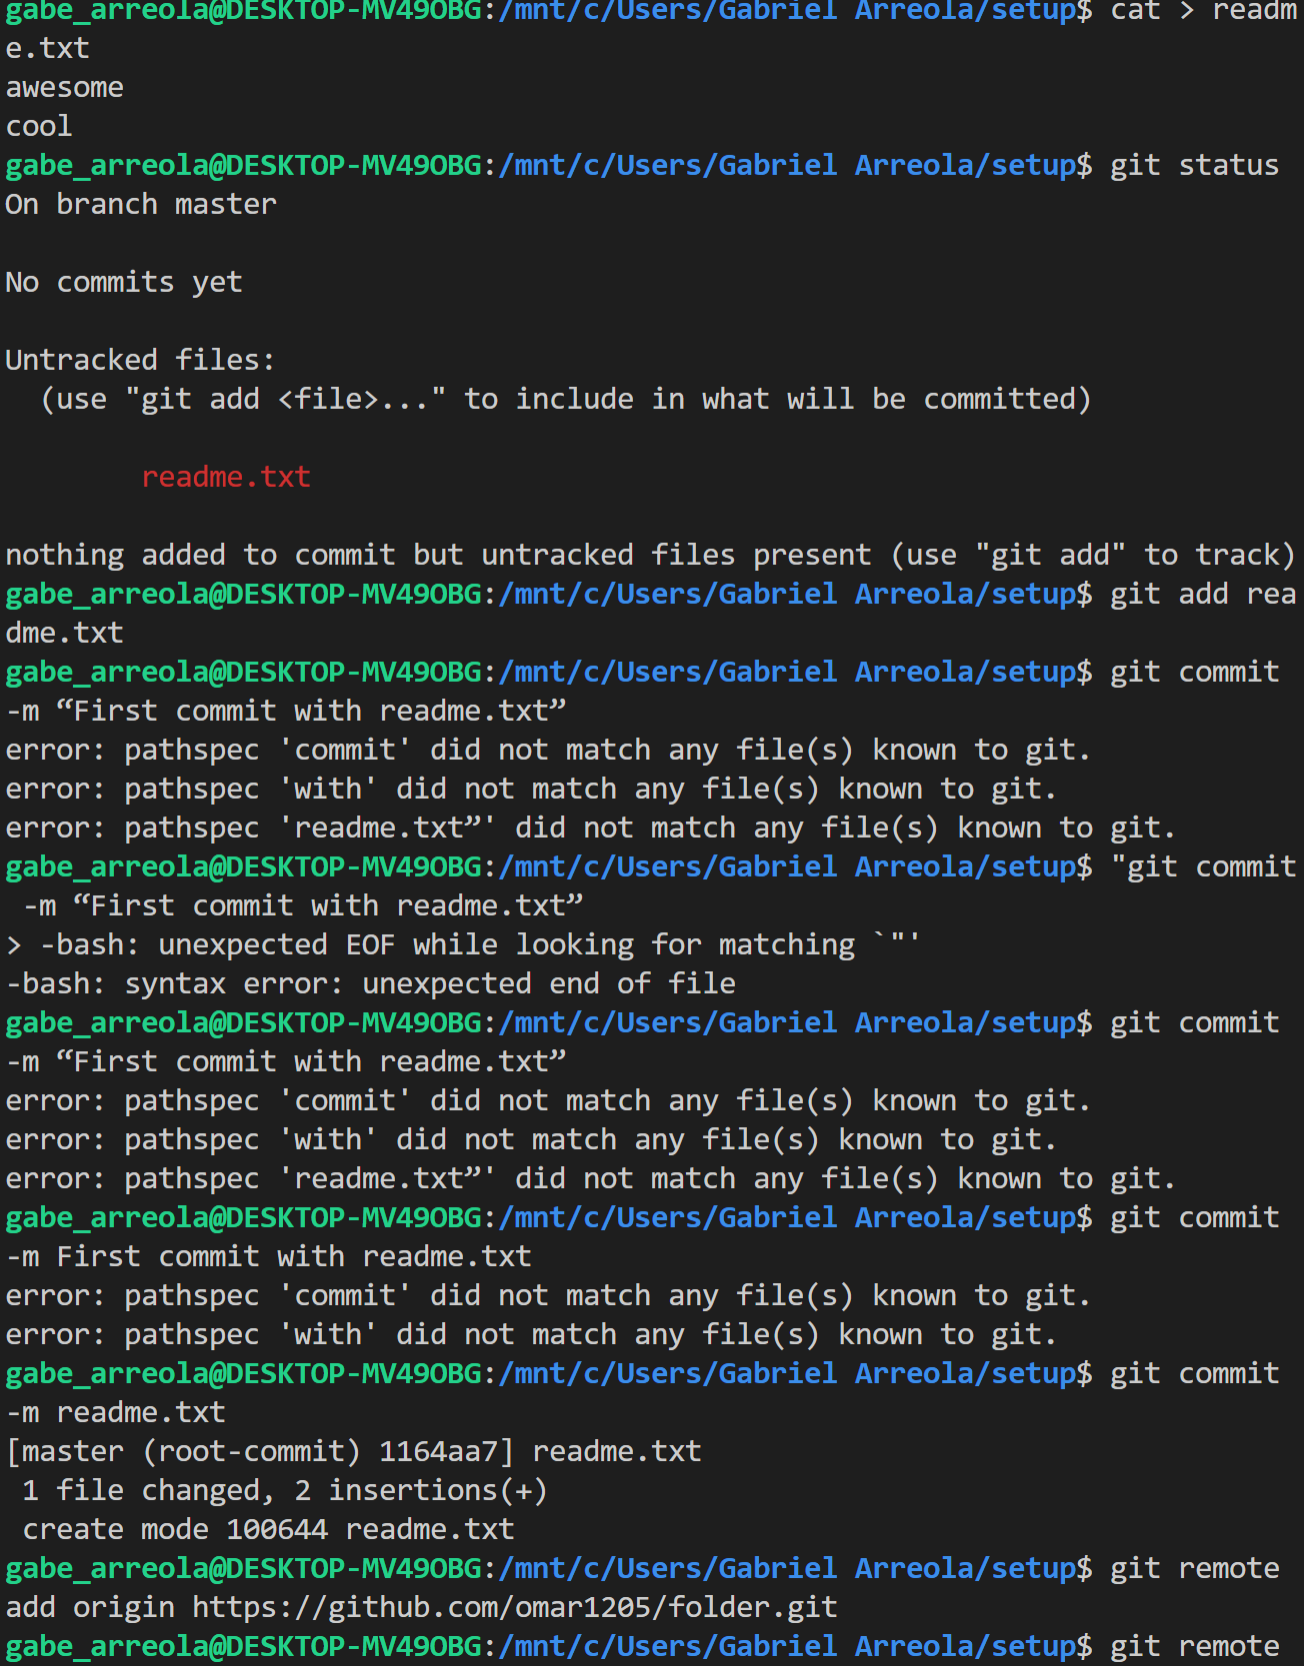 gabe_arreola@DESKTOP-MV49OBG:/mnt/c/Users/Gabriel Arreola/setup$ cat > readm
e.txt
awesome
cool
gabe_arreola@DESKTOP-MV49OBG:/mnt/c/Users/Gabriel Arreola/setup$ git status
On branch master
No commits yet
Untracked files:
  (use "git add <file>..." to include in what will be committed)
        readme.txt
nothing added to commit but untracked files present (use "git add" to track)
gabe_arreola@DESKTOP-MV49OBG:/mnt/c/Users/Gabriel Arreola/setup$ git add rea
dme.txt
gabe_arreola@DESKTOP-MV49OBG:/mnt/c/Users/Gabriel Arreola/setup$ git commit
-m “First commit with readme.txt”
error: pathspec 'commit' did not match any file(s) known to git.
error: pathspec 'with' did not match any file(s) known to git.
error: pathspec 'readme.txt”' did not match any file(s) known to git.
gabe_arreola@DESKTOP-MV49OBG:/mnt/c/Users/Gabriel Arreola/setup$ "git commit
 -m “First commit with readme.txt”
> -bash: unexpected EOF while looking for matching `"'
-bash: syntax error: unexpected end of file
gabe_arreola@DESKTOP-MV49OBG:/mnt/c/Users/Gabriel Arreola/setup$ git commit
-m “First commit with readme.txt”
error: pathspec 'commit' did not match any file(s) known to git.
error: pathspec 'with' did not match any file(s) known to git.
error: pathspec 'readme.txt”' did not match any file(s) known to git.
gabe_arreola@DESKTOP-MV49OBG:/mnt/c/Users/Gabriel Arreola/setup$ git commit
-m First commit with readme.txt
error: pathspec 'commit' did not match any file(s) known to git.
error: pathspec 'with' did not match any file(s) known to git.
gabe_arreola@DESKTOP-MV49OBG:/mnt/c/Users/Gabriel Arreola/setup$ git commit
-m readme.txt
[master (root-commit) 1164aa7] readme.txt
 1 file changed, 2 insertions(+)
 create mode 100644 readme.txt
gabe_arreola@DESKTOP-MV49OBG:/mnt/c/Users/Gabriel Arreola/setup$ git remote
add origin https://github.com/omar1205/folder.git
gabe_arreola@DESKTOP-MV49OBG:/mnt/c/Users/Gabriel Arreola/setup$ git remote